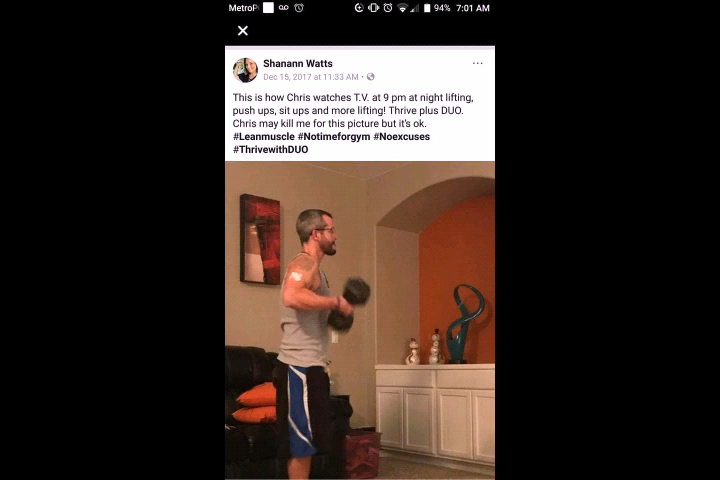 MetroP 94% 7:01 AM
Shanann Watts
Dec 15, 2017 at 11:33 AM •
This is how Chris watches T.V. at 9 pm at night lifting,
push ups, sit ups and more lifting! Thrive plus DUO.
Chris may kill me for this picture but it's ok.
#Leanmuscle #Notimeforgym #Noexcuses
#ThrivewithDUO